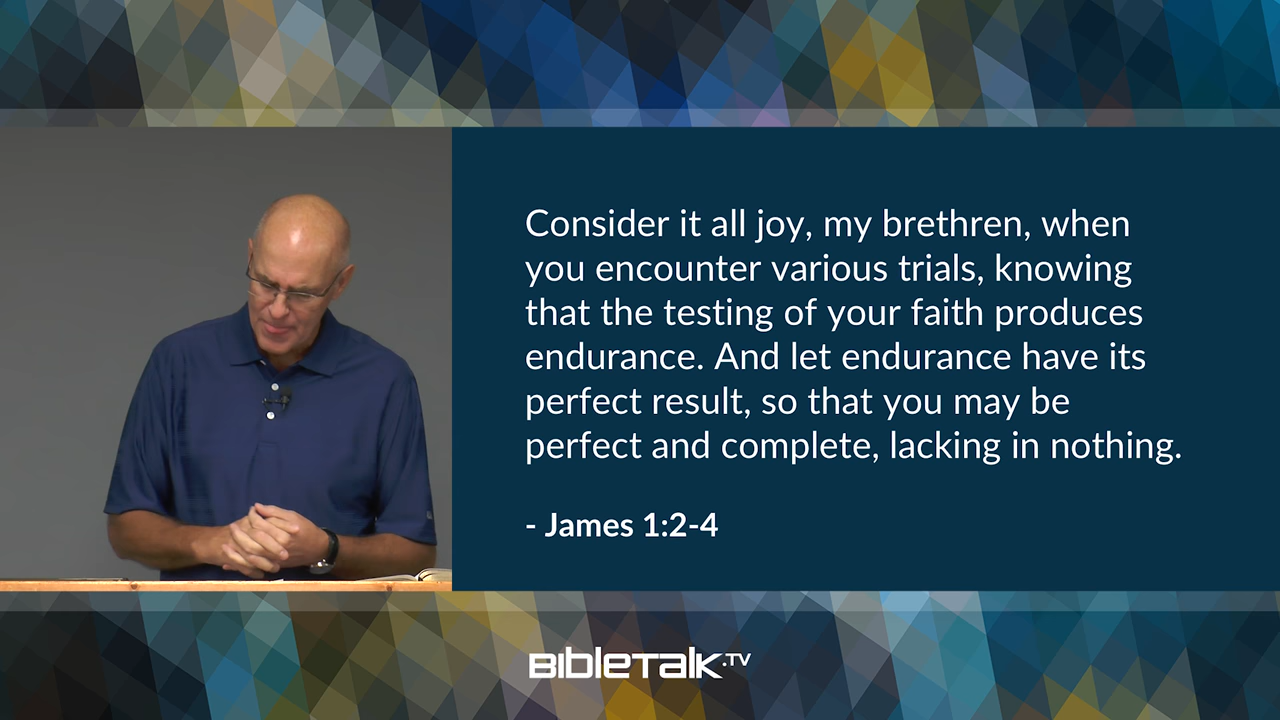 Consider it all joy, my brethren, when
you encounter various trials, knowing
that the testing of your faith produces
endurance. And let endurance have its
perfect result, so that you may be
perfect and complete, lacking in nothing.
- James 1:2-4
BIBLETALK.TV